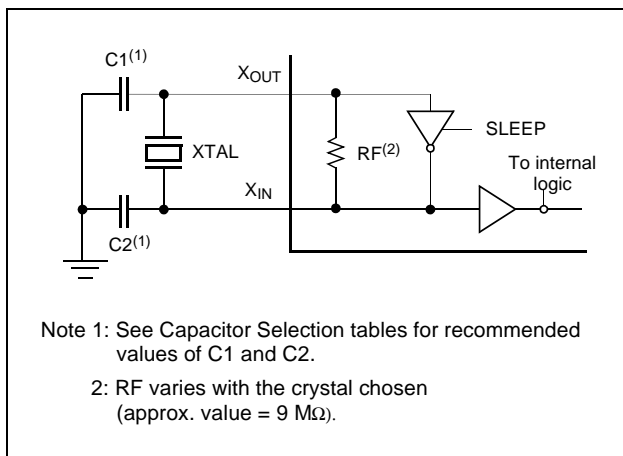 C1(1)
XOUT
SLEEP
XTAL
RF(2)
To internal
logic
XIN
C2(1)
Note 1: See Capacitor Selection tables for recommended
values of C1 and C2.
2: RF varies with the crystal chosen
(approx. value = 9 MΩ).